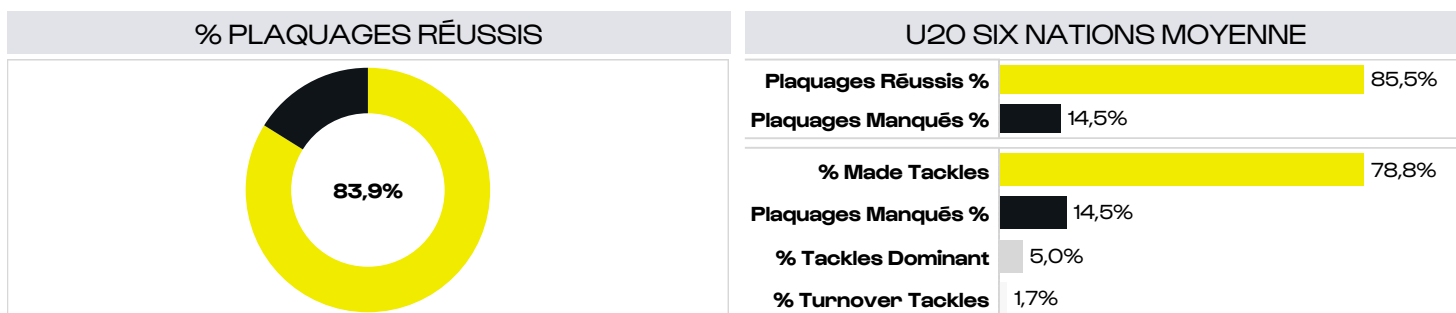 % PLAQUAGES RÉUSSIS
83,9%
U20 SIX NATIONS MOYENNE
Plaquages Réussis % 85,5%
Plaquages Manqués % 14,5%
% Made Tackles 78,8%
Plaquages Manqués % 14,5%
% Tackles Dominant 5,0%
% Turnover Tackles 1,7%